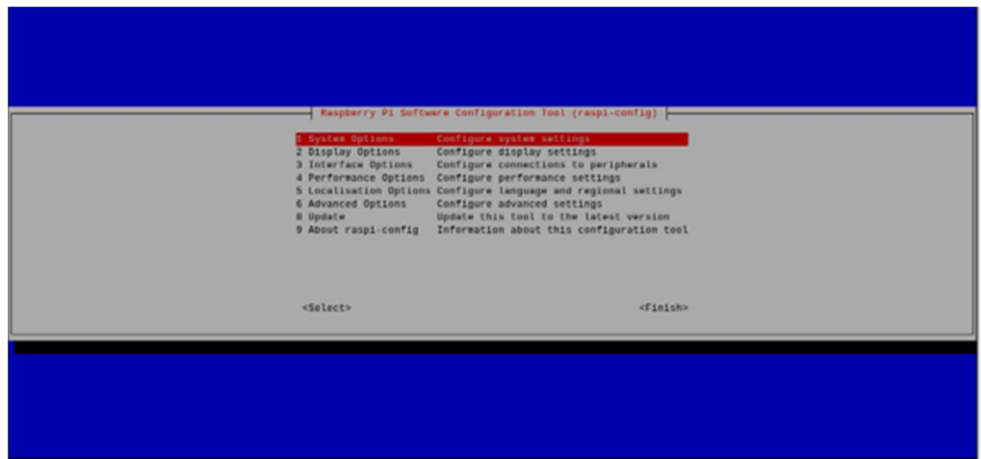 Raspberry Pi Software Configuration Tool (raspi-config)
1 System Options Configure system settings
2 Display Options Configure display settings
3 Interface Options Configure connections to peripherals
4 Performance Options Configure performance settings
5 Localisation Options Configure language and regional settings
6 Advanced Options Configure advanced settings
8 Update Update this tool to the latest version
9 About raspi-config Information about this configuration tool
<Select> <Finish>